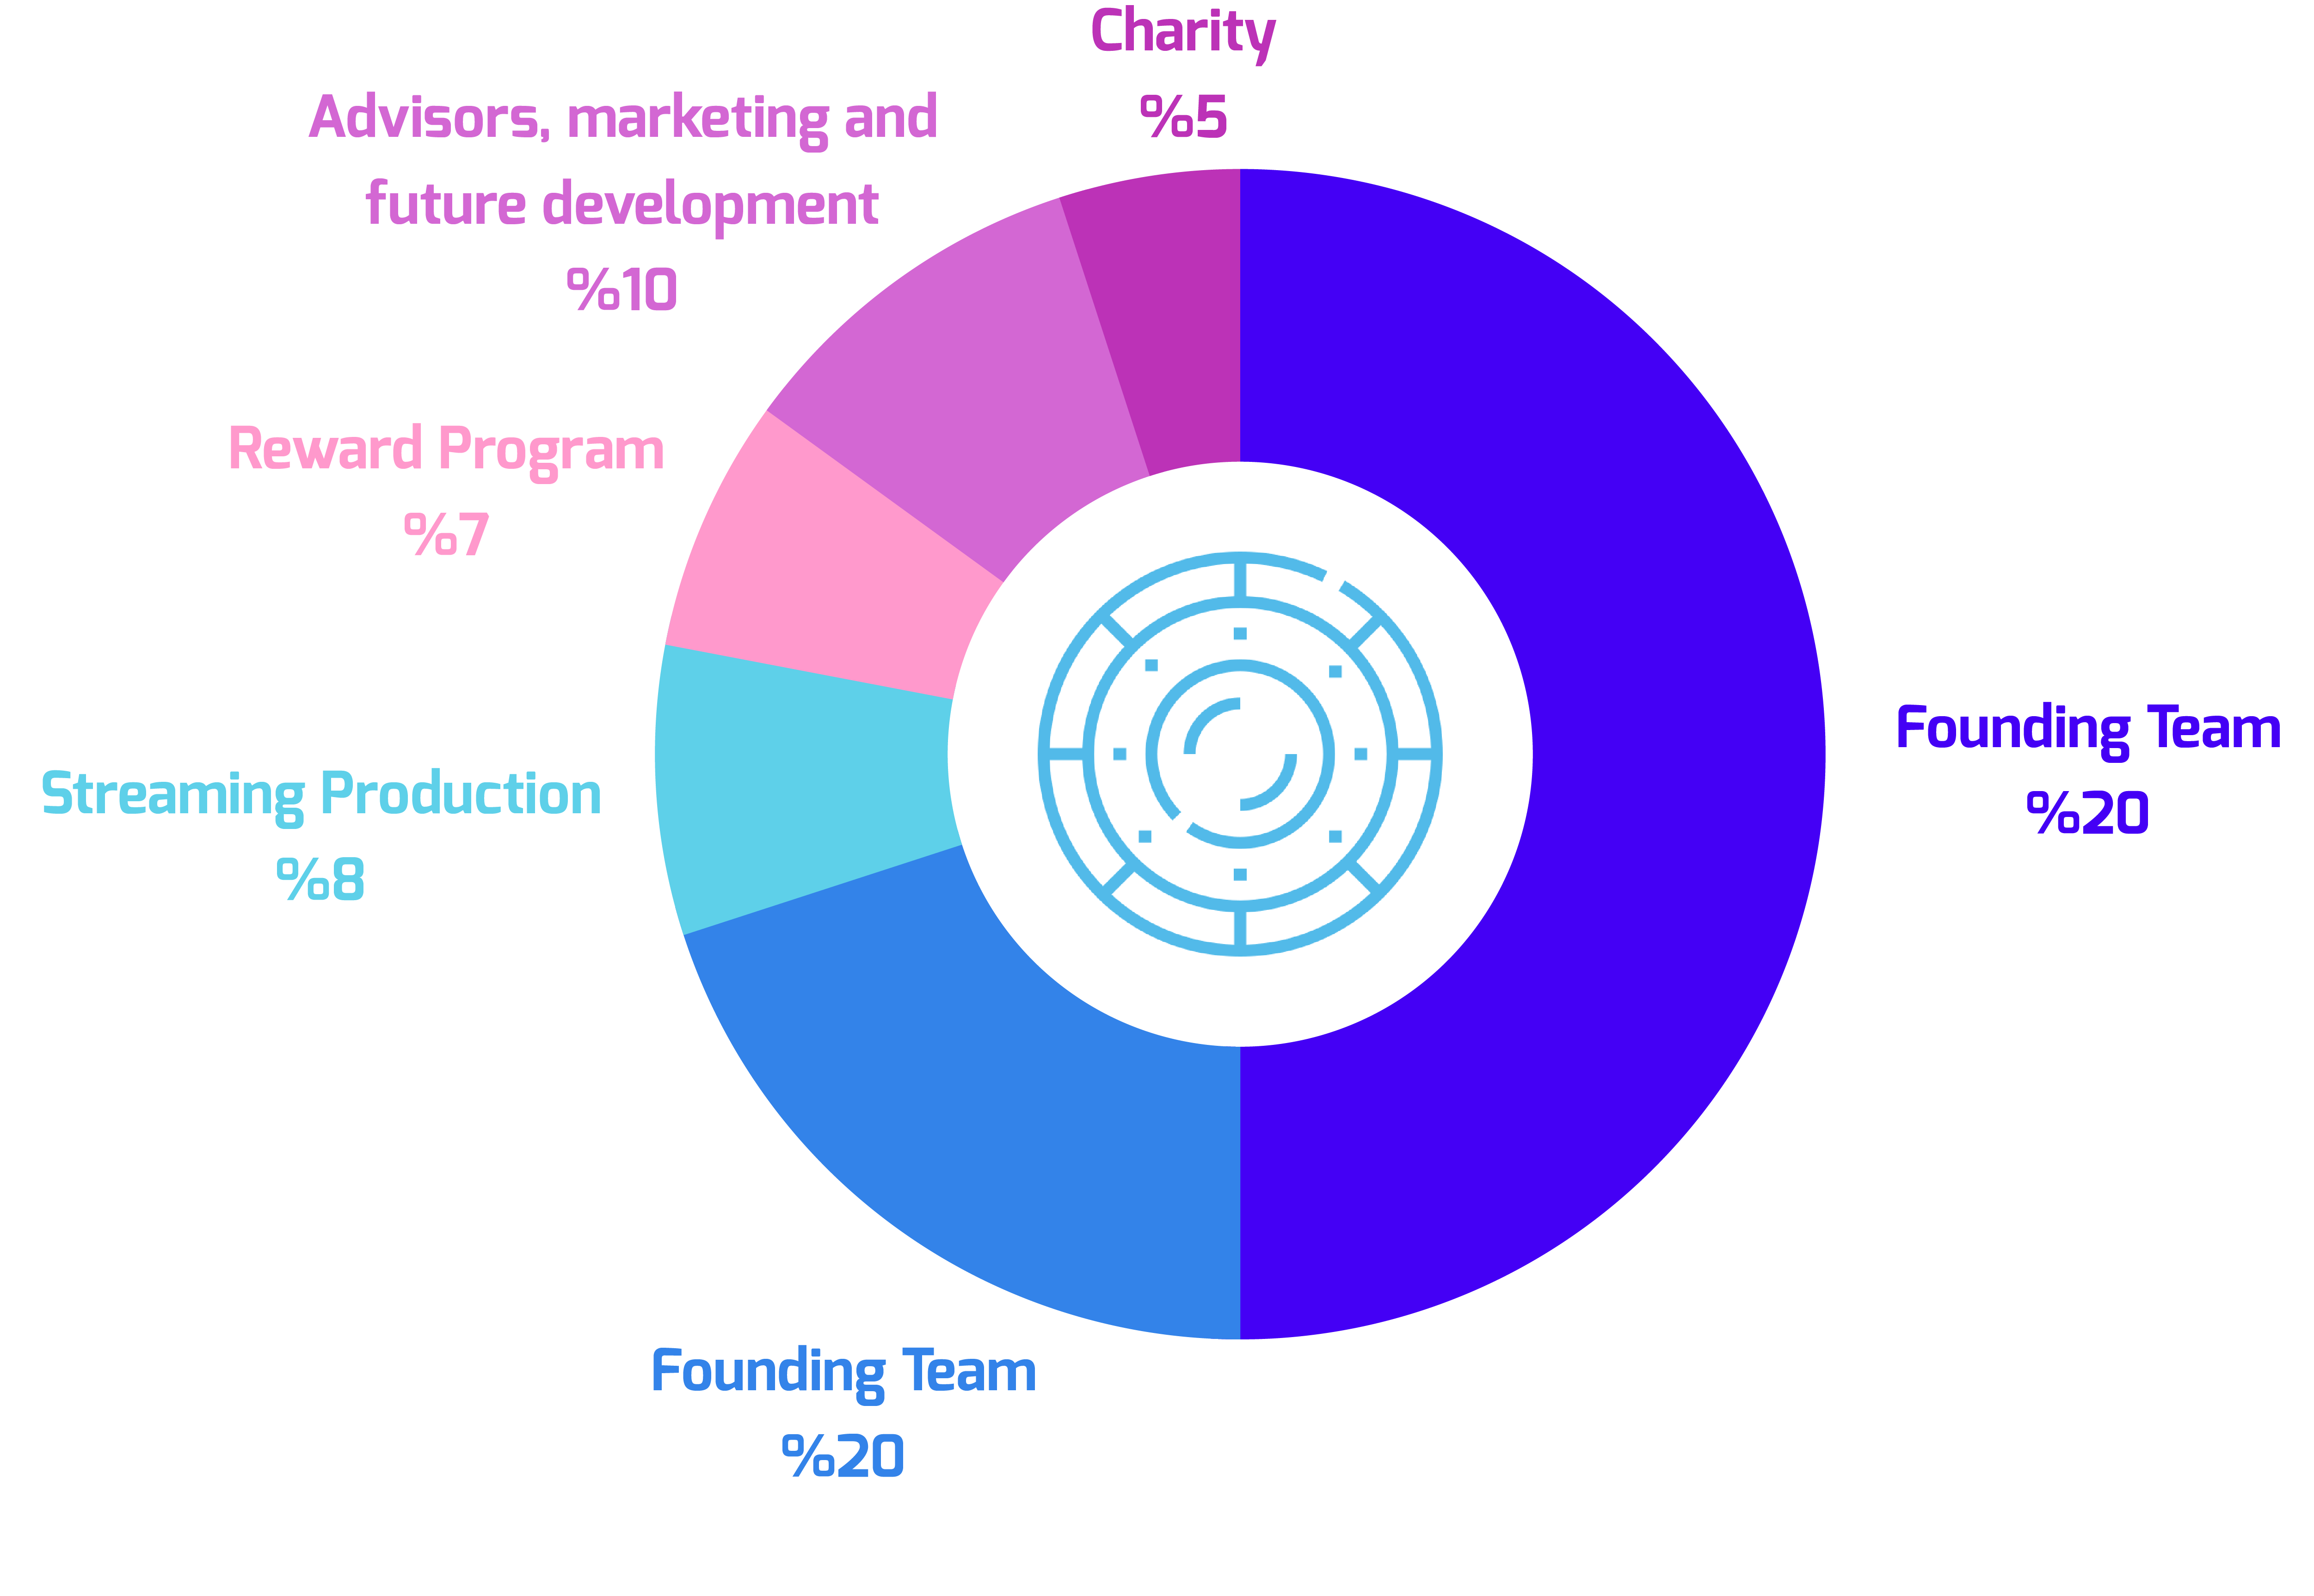 Charity
%5
Advisors, marketing and
future development
%10
Reward Program
%7
Founding Team
%20
Streaming Production
%8
Founding Team
%20